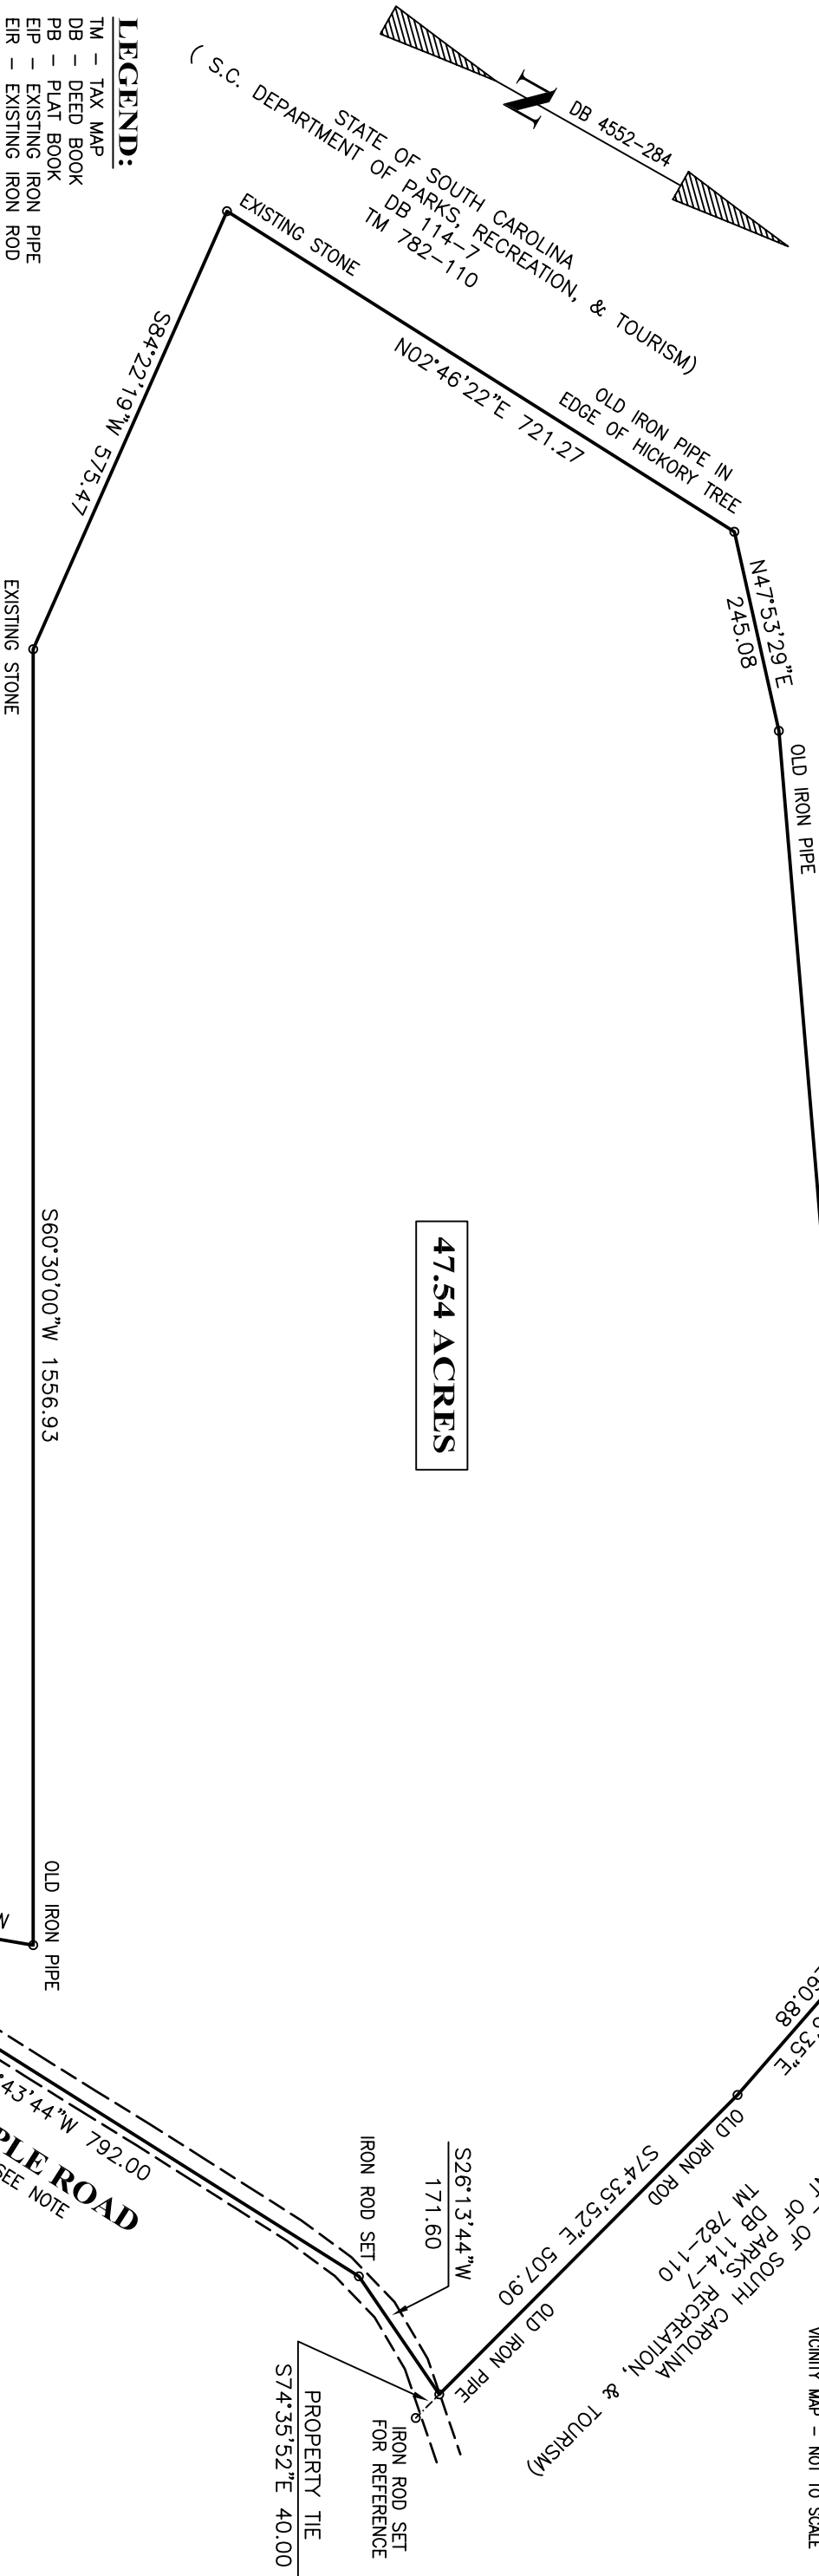 DB 4552-284
N
STATE OF SOUTH CAROLINA
( S.C. DEPARTMENT OF PARKS, RECREATION, & TOURISM)
DB 114-7
TM 782-110
LEGEND:
TM - TAX MAP
DB - DEED BOOK
PB - PLAT BOOK
EIP - EXISTING IRON PIPE
EIR - EXISTING IRON ROD
EXISTING STONE
N02°46'22"E 721.27
OLD IRON PIPE IN
EDGE OF HICKORY TREE
N47°53'29"E
245.08
OLD IRON PIPE
S84°22'19"W 575.47
EXISTING STONE
S60°30'00"W 1556.93
47.54 ACRES
OLD IRON PIPE
W
43'44"W 792.00
PLE ROAD
SEE NOTE
IRON ROD SET
S26°13'44"W
171.60
35"E
60.88
OLD IRON ROD
S74°35'52"E 507.90
OLD IRON PIPE
OF SOUTH CAROLINA
OF PARKS, RECREATION, & TOURISM)
DB 114-7
TM 782-110
IRON ROD SET
FOR REFERENCE
PROPERTY TIE
S74°35'52"E 40.00
VICINITY MAP - NOT TO SCALE